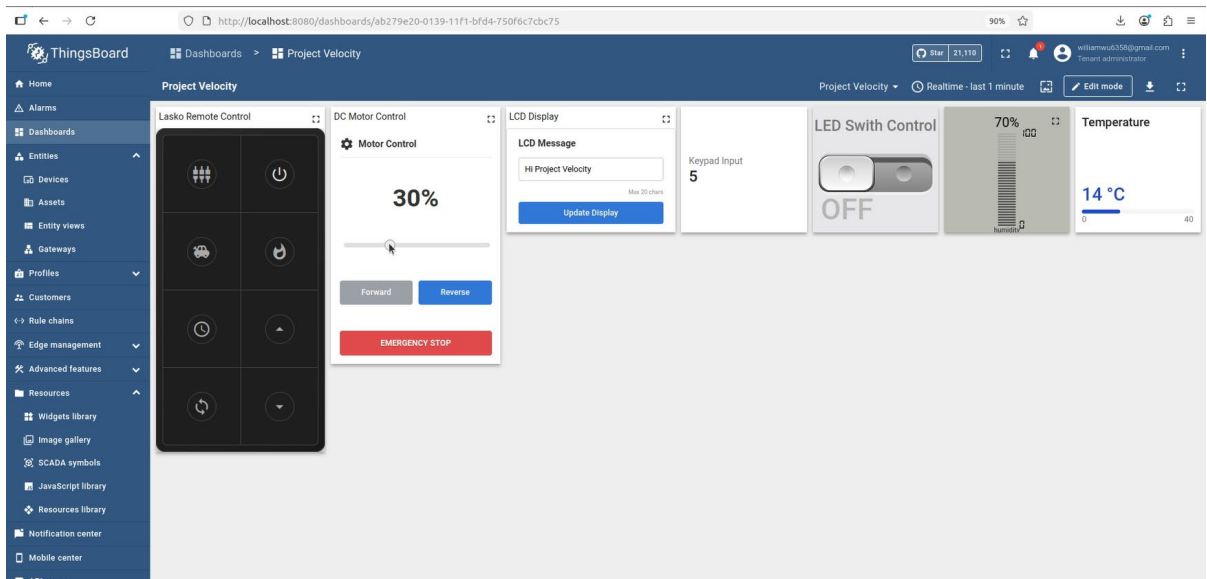 http://localhost:8080/dashboards/ab279e20-0139-11f1-bfd4-750f6c7cbc75
90%
ThingsBoard
Dashboards > Project Velocity
Star 21,110
williamwu6358@gmail.com
Tenant administrator
Home
Alarms
Dashboards
Entities
Devices
Assets
Entity views
Gateways
Profiles
Customers
Rule chains
Edge management
Advanced features
Resources
Widgets library
Image gallery
SCADA symbols
JavaScript library
Resources library
Notification center
Mobile center
Project Velocity
Project Velocity
Realtime - last 1 minute
Edit mode
Lasko Remote Control
DC Motor Control
Motor Control
30%
Forward
Reverse
EMERGENCY STOP
LCD Display
LCD Message
Hi Project Velocity
Max 20 chars
Update Display
Keypad Input
5
LED Swith Control
OFF
70%
100
0
humidity
Temperature
14 °C
0
40